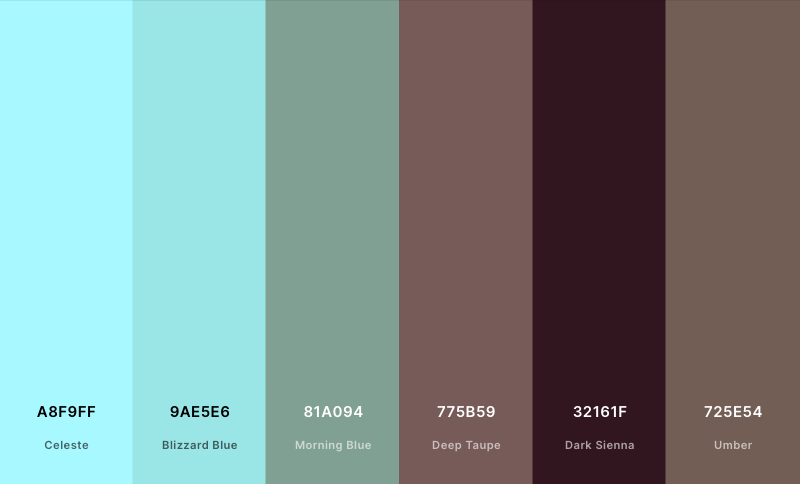 A8F9FF
Celeste
9AE5E6
Blizzard Blue
81A094
Morning Blue
775B59
Deep Taupe
32161F
Dark Sienna
725E54
Umber